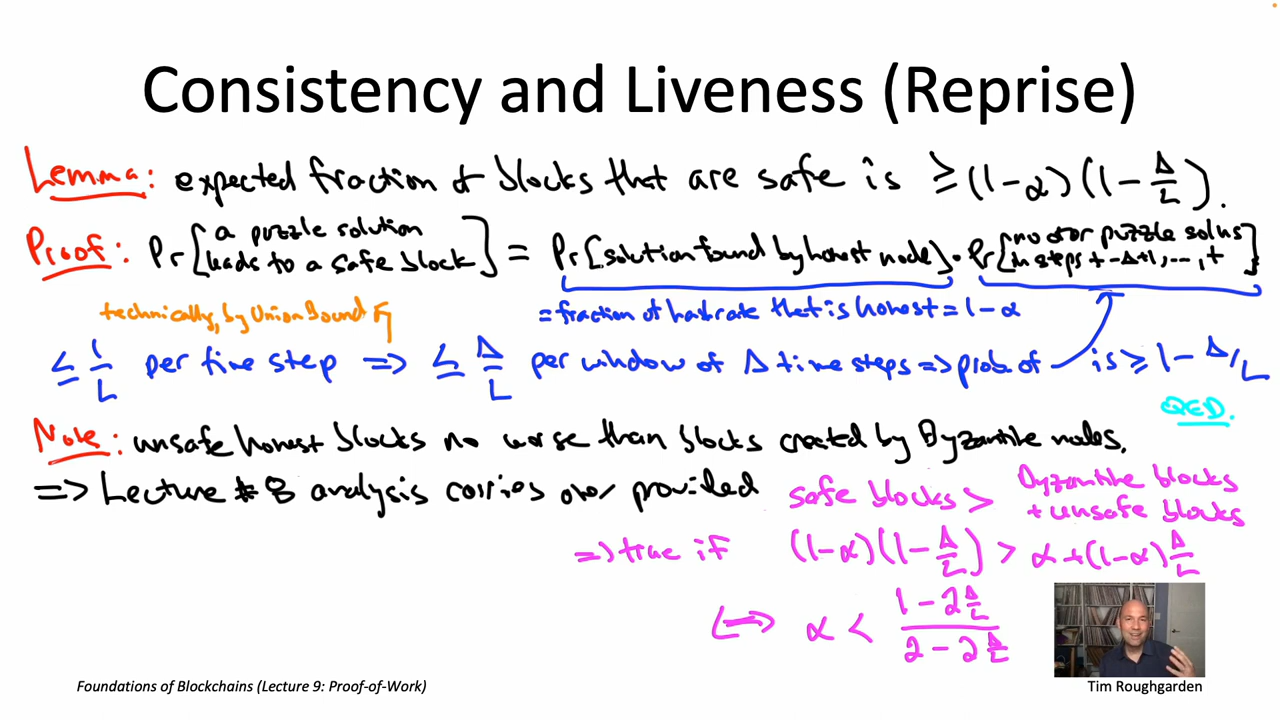 Consistency and Liveness (Reprise)
Lemma: expected fraction of blocks that are safe is ≥ (1-α)(1-Δ/L).
Proof: Pr[a puzzle solution leads to a safe block] = Pr[solution found by honest node] · Pr[no other puzzle solns in steps t-Δ+1, ..., t]
technically, by Union Bound
= fraction of hashrate that is honest = 1-α
≤ 1/L per time step => ≤ Δ/L per window of Δ time steps => prob of is ≥ 1 - Δ/L
QED.
Note: unsafe honest blocks no worse than blocks created by Byzantine nodes.
=> Lecture #8 analysis carries over provided safe blocks > Byzantine blocks + unsafe blocks
=> true if (1-α)(1-Δ/L) > α+(1-α)Δ/L
<=> α < (1-2Δ/L)/(2-2Δ/L)
Foundations of Blockchains (Lecture 9: Proof-of-Work)
Tim Roughgarden